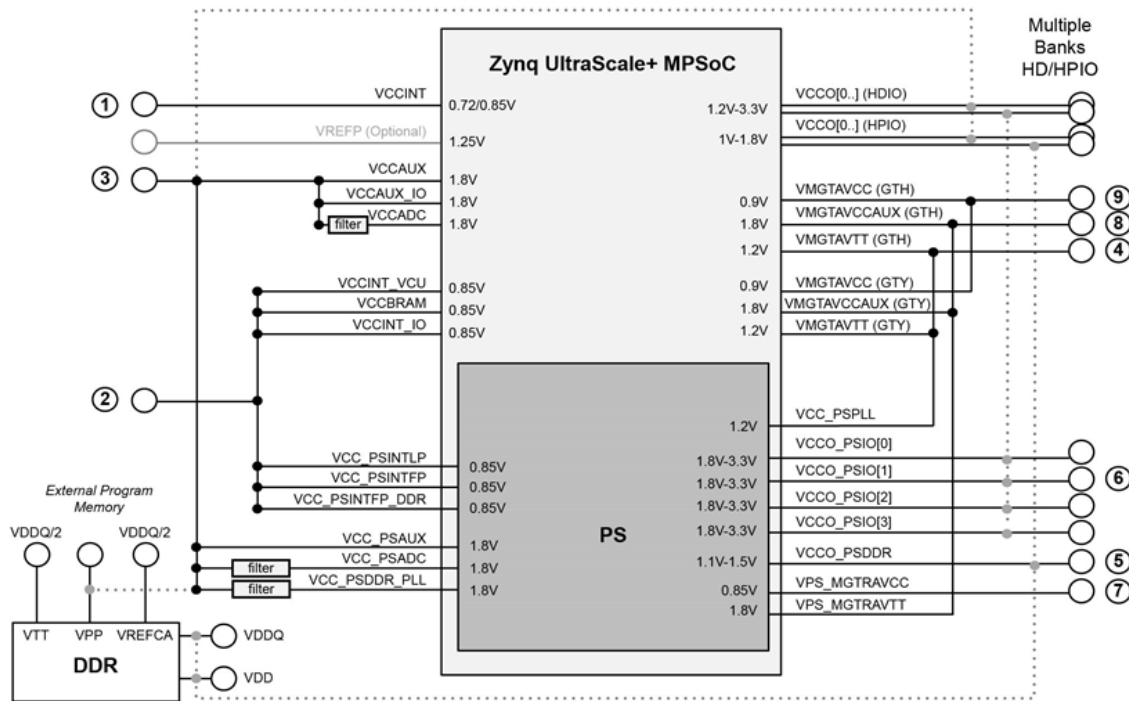 Multiple
Banks
HD/HPIO
Zynq UltraScale+ MPSoC
1
VCCINT
0.72/0.85V
VREFP (Optional)
1.25V
3
VCCAUX
1.8V
VCCAUX_IO
1.8V
filter
VCCADC
1.8V
VCCINT_VCU
0.85V
VCCBRAM
0.85V
VCCINT_IO
0.85V
2
VCC_PSINTLP
0.85V
VCC_PSINTFP
0.85V
VCC_PSINTFP_DDR
0.85V
VCC_PSAUX
1.8V
filter
VCC_PSADC
1.8V
filter
VCC_PSDDR_PLL
1.8V
1.2V-3.3V
VCCO[0..] (HDIO)
1V-1.8V
VCCO[0..] (HPIO)
0.9V
VMGTAVCC (GTH)
9
1.8V
VMGTAVCCAUX (GTH)
8
1.2V
VMGTAVTT (GTH)
4
0.9V
VMGTAVCC (GTY)
1.8V
VMGTAVCCAUX (GTY)
1.2V
VMGTAVTT (GTY)
PS
1.2V
VCC_PSPLL
1.8V-3.3V
VCCO_PSIO[0]
1.8V-3.3V
VCCO_PSIO[1]
6
1.8V-3.3V
VCCO_PSIO[2]
1.8V-3.3V
VCCO_PSIO[3]
1.1V-1.5V
VCCO_PSDDR
5
0.85V
VPS_MGTRAVCC
7
1.8V
VPS_MGTRAVTT
External Program
Memory
VDDQ/2
VDDQ/2
VTT
VPP
VREFCA
DDR
VDDQ
VDD